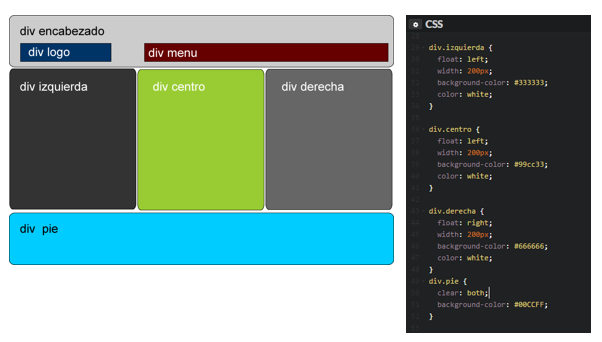 div encabezado
div logo
div menu
div izquierda
div centro
div derecha
div pie
CSS
div.izquierda {
float: left;
width: 200px;
background-color: #333333;
color: white;
}
div.centro {
float: left;
width: 200px;
background-color: #99cc33;
color: white;
}
div.derecha {
float: right;
width: 200px;
background-color: #666666;
color: white;
}
div.pie {
clear: both;
background-color: #00CCFF;
}